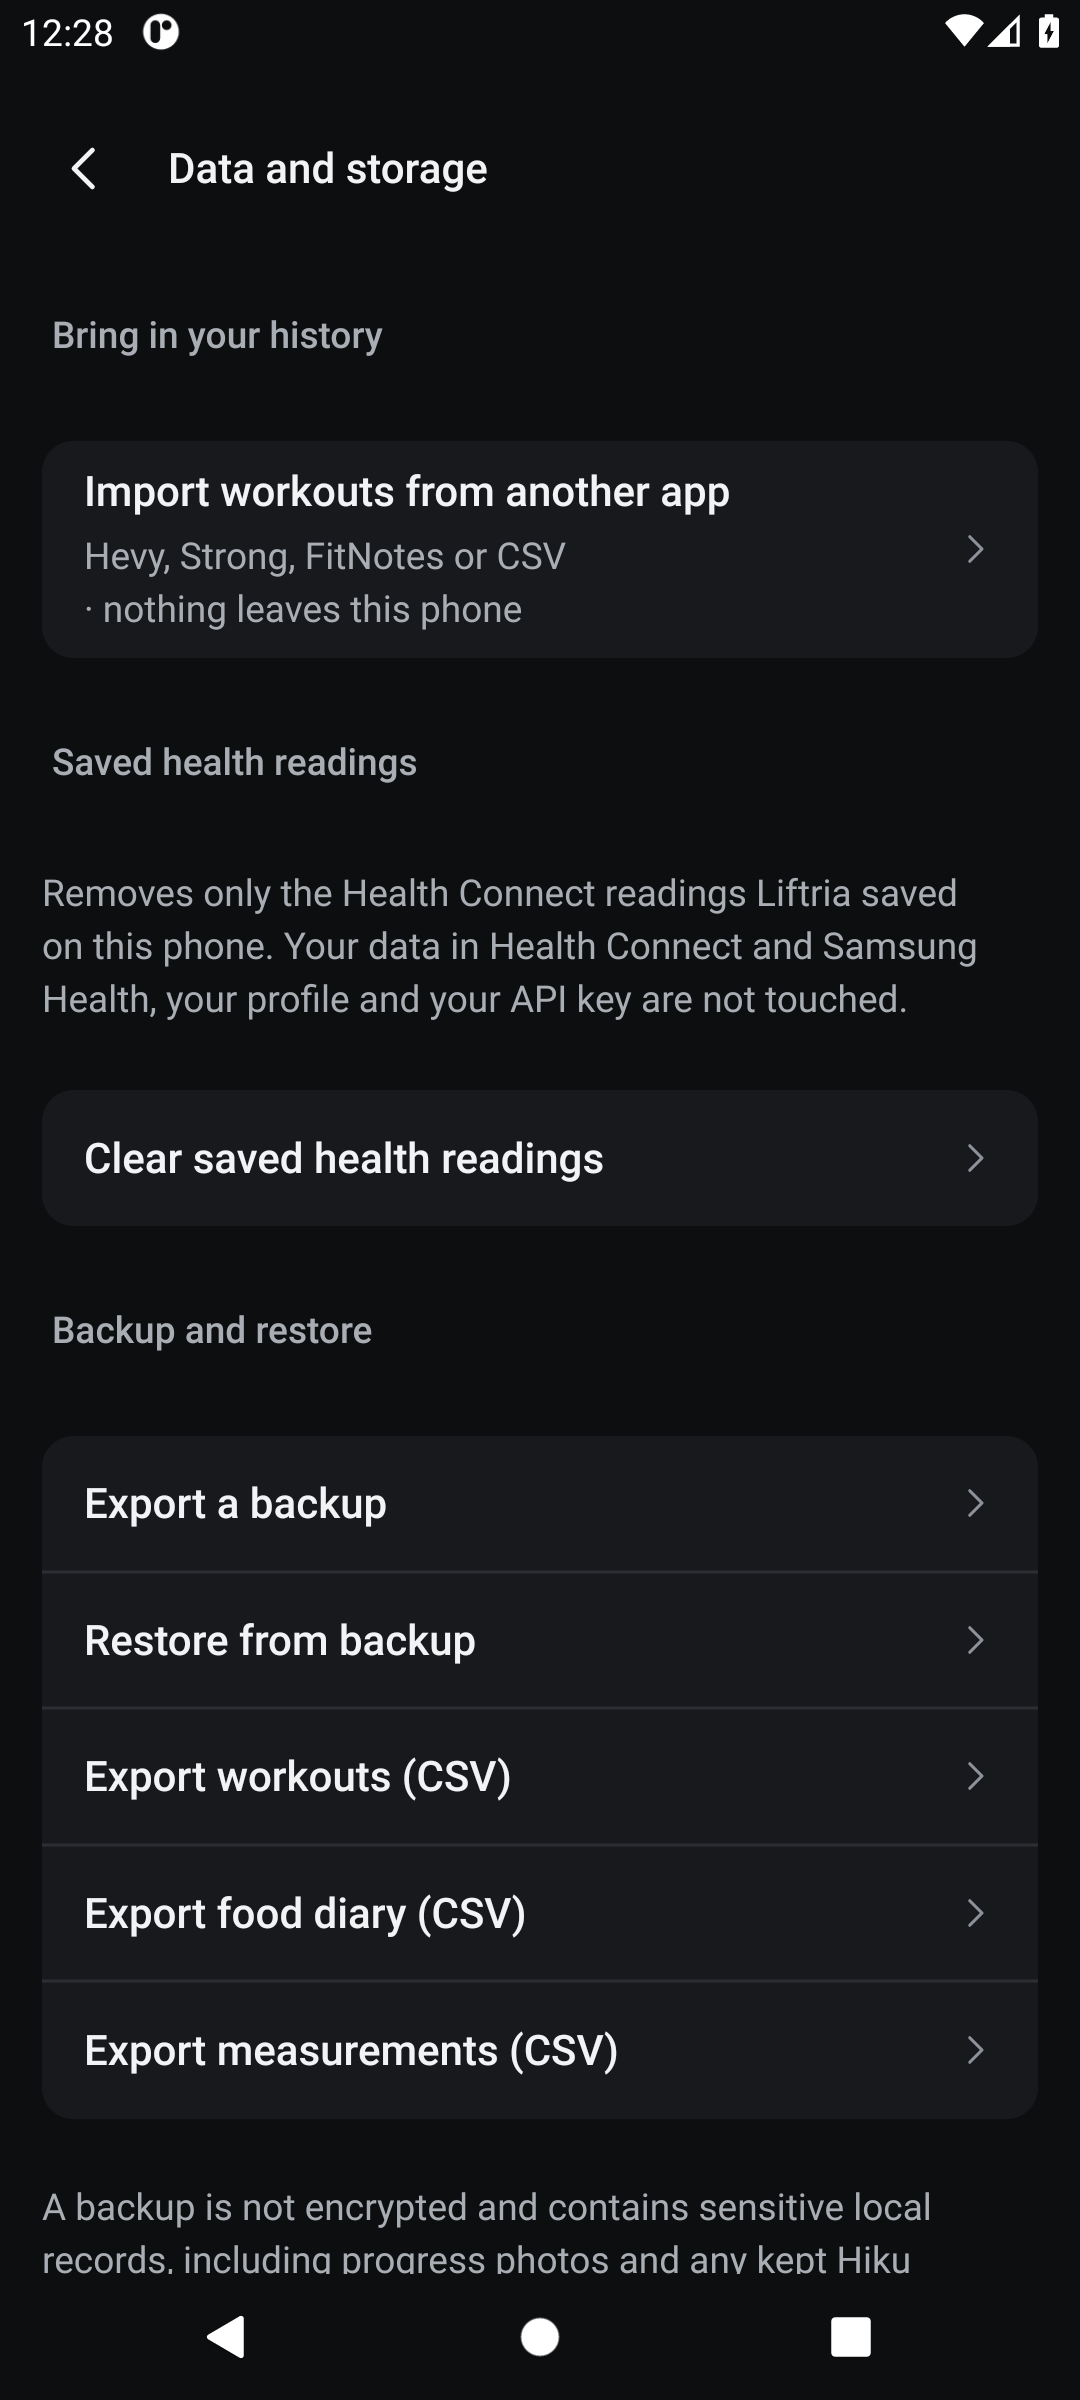 12:28
Data and storage
Bring in your history
Import workouts from another app
Hevy, Strong, FitNotes or CSV
· nothing leaves this phone
Saved health readings
Removes only the Health Connect readings Liftria saved
on this phone. Your data in Health Connect and Samsung
Health, your profile and your API key are not touched.
Clear saved health readings
Backup and restore
Export a backup
Restore from backup
Export workouts (CSV)
Export food diary (CSV)
Export measurements (CSV)
A backup is not encrypted and contains sensitive local
records, including progress photos and any kept Hiku